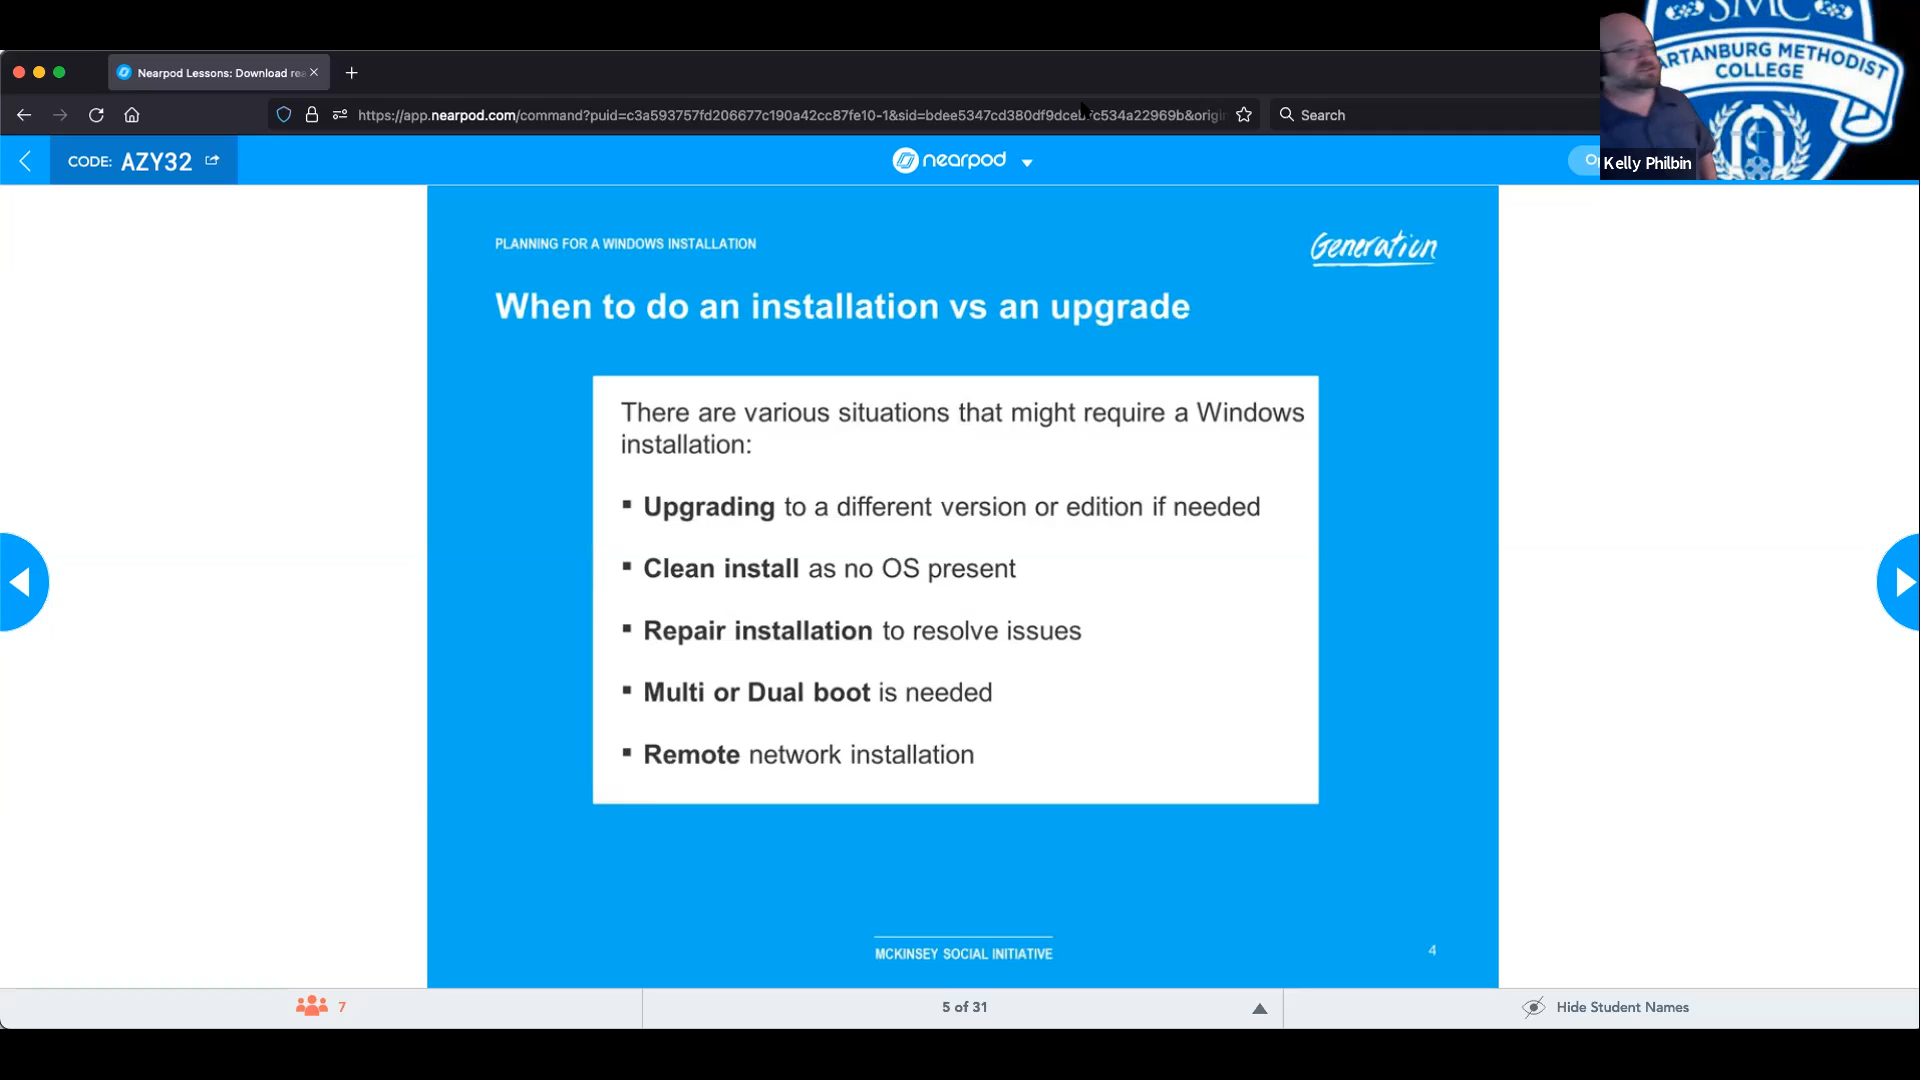 SMC
ARTANBURG METHODIST
COLLEGE
Kelly Philbin
Nearpod Lessons: Download rea
https://app.nearpod.com/command?puid=c3a593757fd206677c190a42cc87fe10-1&sid=bdee5347cd380df9dceb
c534a22969b&origi
Search
CODE: AZY32
nearpod
PLANNING FOR A WINDOWS INSTALLATION
Generation
When to do an installation vs an upgrade
There are various situations that might require a Windows
installation:
▪ Upgrading to a different version or edition if needed
▪ Clean install as no OS present
▪ Repair installation to resolve issues
▪ Multi or Dual boot is needed
▪ Remote network installation
MCKINSEY SOCIAL INITIATIVE
4
7
5 of 31
Hide Student Names